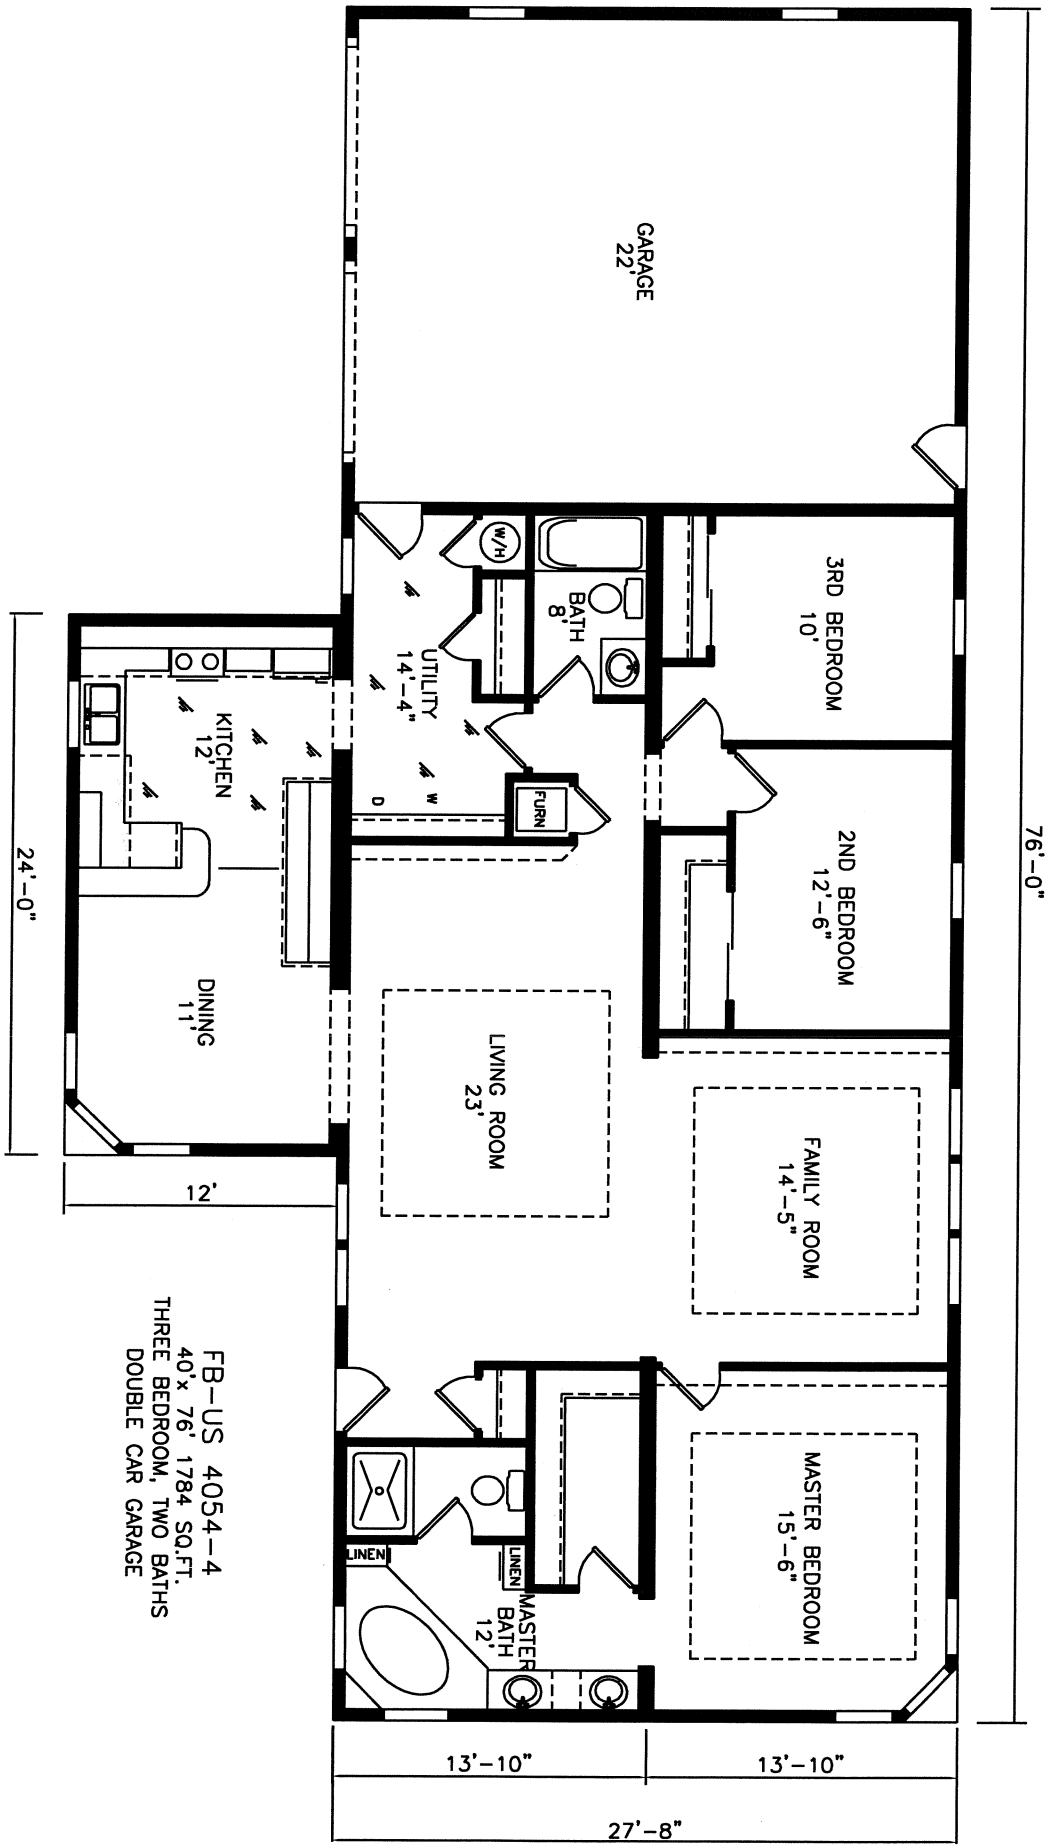 76'-0"
GARAGE
22'
3RD BEDROOM
10'
2ND BEDROOM
12'-6"
FAMILY ROOM
14'-5"
MASTER BEDROOM
15'-6"
W/H
BATH
8'
UTILITY
14'-4"
W
D
FURN
LIVING ROOM
23'
LINEN
LINEN
MASTER
BATH
12'
KITCHEN
12'
DINING
11'
24'-0"
12'
13'-10"
13'-10"
27'-8"
FB-US 4054-4
40'x 76' 1784 SQ.FT.
THREE BEDROOM, TWO BATHS
DOUBLE CAR GARAGE